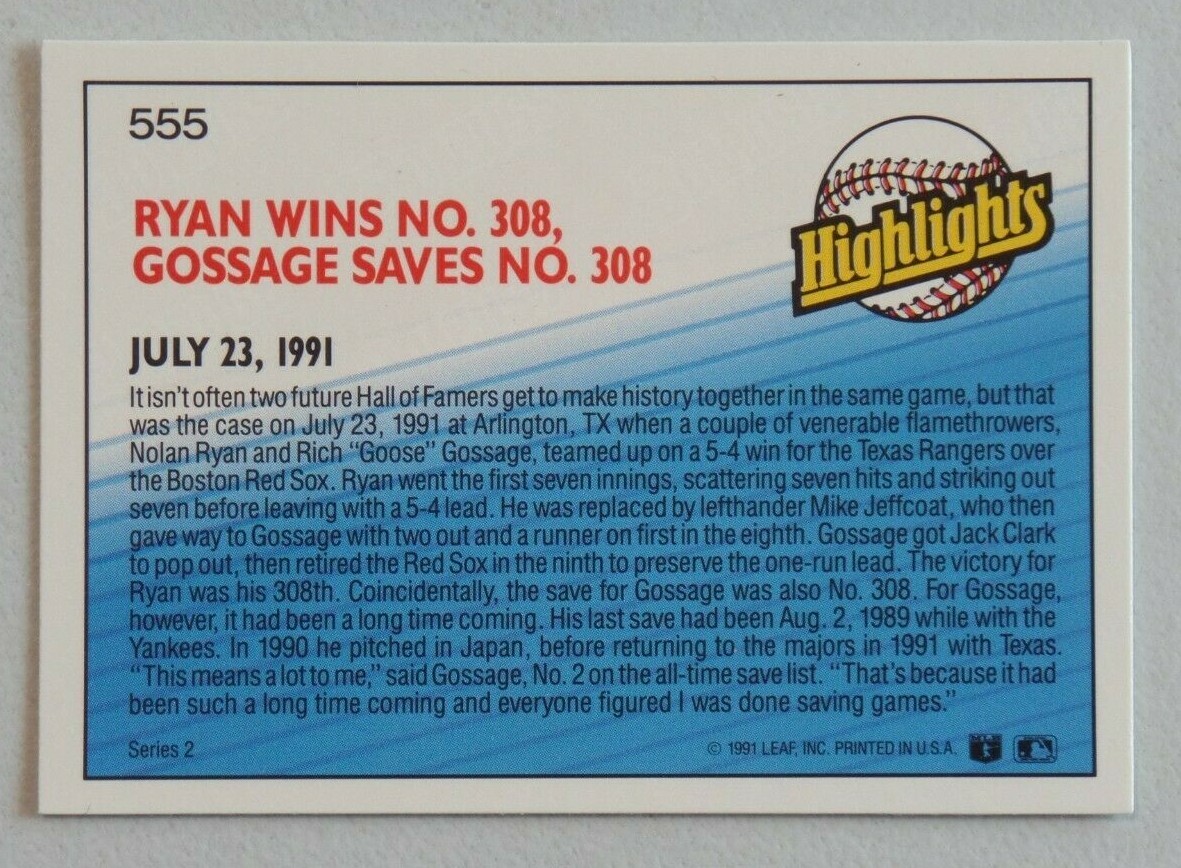 555
Highlights
RYAN WINS NO. 308,
GOSSAGE SAVES NO. 308
JULY 23, 1991
It isn't often two future Hall of Famers get to make history together in the same game, but that
was the case on July 23, 1991 at Arlington, TX when a couple of venerable flamethrowers,
Nolan Ryan and Rich "Goose" Gossage, teamed up on a 5-4 win for the Texas Rangers over
the Boston Red Sox. Ryan went the first seven innings, scattering seven hits and striking out
seven before leaving with a 5-4 lead. He was replaced by lefthander Mike Jeffcoat, who then
gave way to Gossage with two out and a runner on first in the eighth. Gossage got Jack Clark
to pop out, then retired the Red Sox in the ninth to preserve the one-run lead. The victory for
Ryan was his 308th. Coincidentally, the save for Gossage was also No. 308. For Gossage,
however, it had been a long time coming. His last save had been Aug. 2, 1989 while with the
Yankees. In 1990 he pitched in Japan, before returning to the majors in 1991 with Texas.
"This means a lot to me," said Gossage, No. 2 on the all-time save list. "That's because it had
been such a long time coming and everyone figured I was done saving games."
Series 2
© 1991 LEAF, INC. PRINTED IN U.S.A.